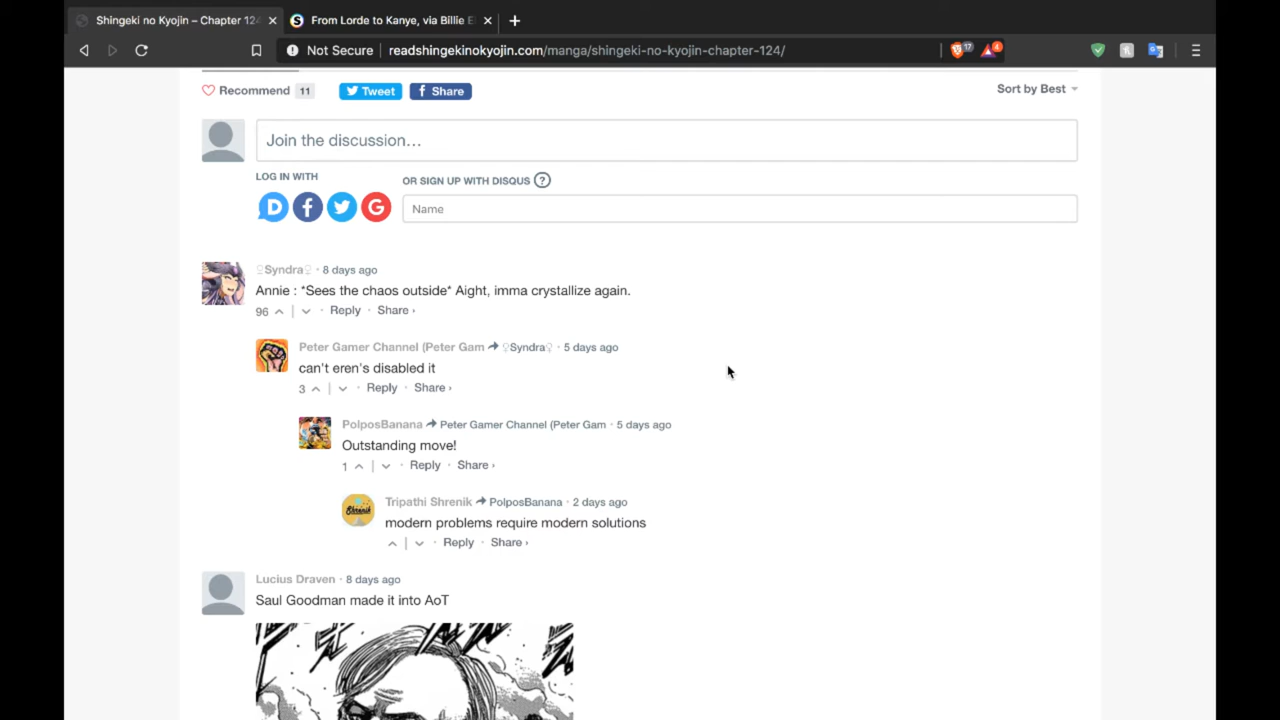 Shingeki no Kyojin – Chapter 124
From Lorde to Kanye, via Billie E
Not Secure readshingekinokyojin.com/manga/shingeki-no-kyojin-chapter-124/ 17 4
Recommend 11 Tweet f Share Sort by Best
Join the discussion…
LOG IN WITH OR SIGN UP WITH DISQUS ?
D f G Name
♀Syndra♀ · 8 days ago
Annie : *Sees the chaos outside* Aight, imma crystallize again.
96 · Reply · Share ›
Peter Gamer Channel (Peter Gam ♀Syndra♀ · 5 days ago
can't eren's disabled it
3 · Reply · Share ›
PolposBanana Peter Gamer Channel (Peter Gam · 5 days ago
Outstanding move!
1 · Reply · Share ›
Shrenik
Tripathi Shrenik PolposBanana · 2 days ago
modern problems require modern solutions
· Reply · Share ›
Lucius Draven · 8 days ago
Saul Goodman made it into AoT